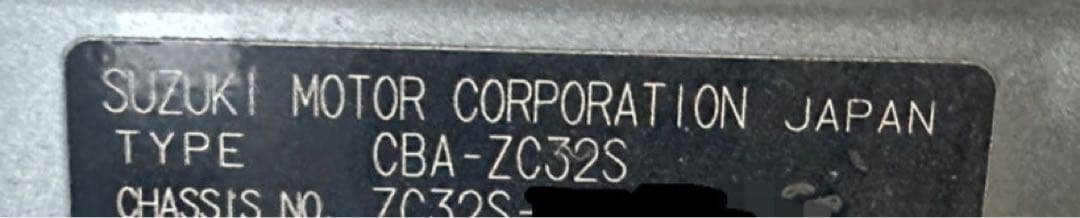 SUZUKI MOTOR CORPORATION JAPAN
TYPE CBA-ZC32S
CHASSIS NO. ZC32S-